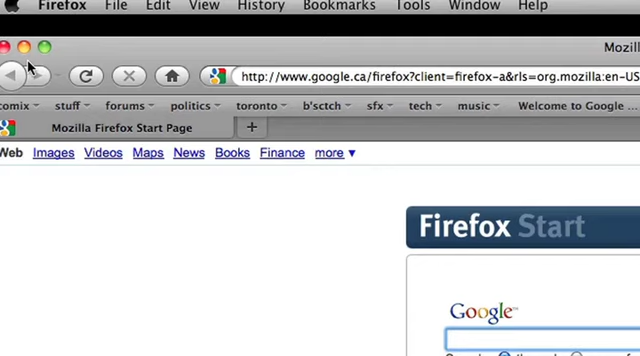 Firefox File Edit View History Bookmarks Tools Window Help
Mozill
http://www.google.ca/firefox?client=firefox-a&rls=org.mozilla:en-US
comix stuff forums politics toronto b'sctch sfx tech music Welcome to Google ...
Mozilla Firefox Start Page
Web Images Videos Maps News Books Finance more
Firefox Start
Google™